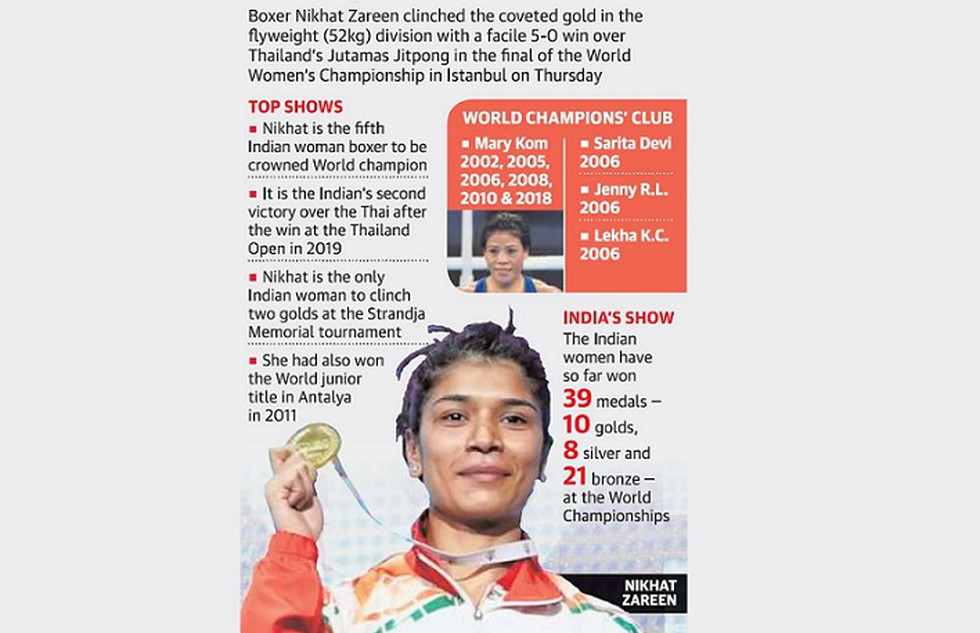 Boxer Nikhat Zareen clinched the coveted gold in the
flyweight (52kg) division with a facile 5-0 win over
Thailand's Jutamas Jitpong in the final of the World
Women's Championship in Istanbul on Thursday
TOP SHOWS
▪ Nikhat is the fifth
Indian woman boxer to be
crowned World champion
▪ It is the Indian's second
victory over the Thai after
the win at the Thailand
Open in 2019
▪ Nikhat is the only
Indian woman to clinch
two golds at the Strandja
Memorial tournament
▪ She had also won
the World junior
title in Antalya
in 2011
WORLD CHAMPIONS' CLUB
▪ Mary Kom
2002, 2005,
2006, 2008,
2010 & 2018
▪ Sarita Devi
2006
▪ Jenny R.L.
2006
▪ Lekha K.C.
2006
INDIA'S SHOW
The Indian
women have
so far won
39 medals –
10 golds,
8 silver and
21 bronze –
at the World
Championships
NIKHAT
ZAREEN